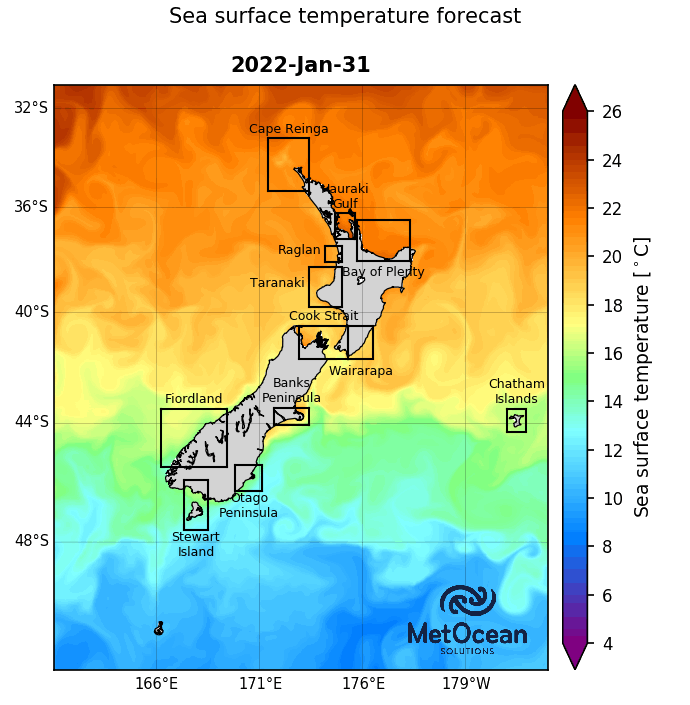 Sea surface temperature forecast
2022-Jan-31
32°S
36°S
40°S
44°S
48°S
Cape Reinga
Hauraki
Gulf
Raglan
Bay of Plenty
Taranaki
Cook Strait
Wairarapa
Banks
Peninsula
Fiordland
Chatham
Islands
Otago
Peninsula
Stewart
Island
MetOcean
SOLUTIONS
166°E
171°E
176°E
179°W
26
24
22
20
18
16
14
12
10
8
6
4
Sea surface temperature [°C]